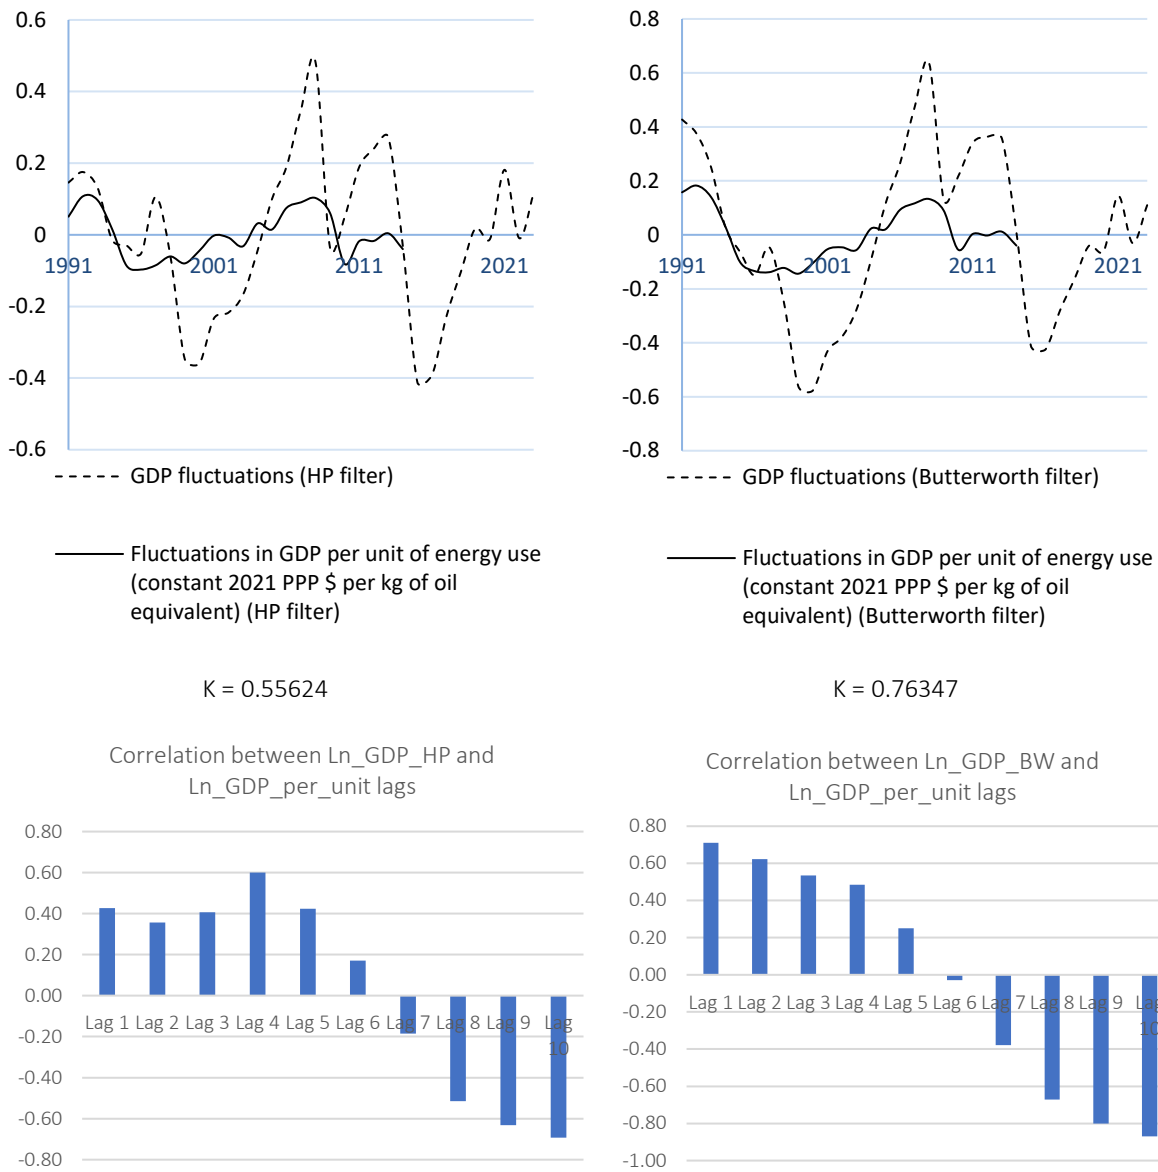 0.6
0.4
0.2
0
-0.2
-0.4
-0.6
1991
2001
2011
2021
GDP fluctuations (HP filter)
Fluctuations in GDP per unit of energy use
(constant 2021 PPP $ per kg of oil
equivalent) (HP filter)
K = 0.55624
0.8
0.6
0.4
0.2
0
-0.2
-0.4
-0.6
-0.8
1991
2001
2011
2021
GDP fluctuations (Butterworth filter)
Fluctuations in GDP per unit of energy use
(constant 2021 PPP $ per kg of oil
equivalent) (Butterworth filter)
K = 0.76347
Correlation between Ln_GDP_HP and
Ln_GDP_per_unit lags
0.80
0.60
0.40
0.20
0.00
-0.20
-0.40
-0.60
-0.80
Lag 1 Lag 2 Lag 3 Lag 4 Lag 5 Lag 6 Lag 7 Lag 8 Lag 9 Lag
10
Correlation between Ln_GDP_BW and
Ln_GDP_per_unit lags
0.80
0.60
0.40
0.20
0.00
-0.20
-0.40
-0.60
-0.80
-1.00
Lag 1 Lag 2 Lag 3 Lag 4 Lag 5 Lag 6 Lag 7 Lag 8 Lag 9 Lag
10